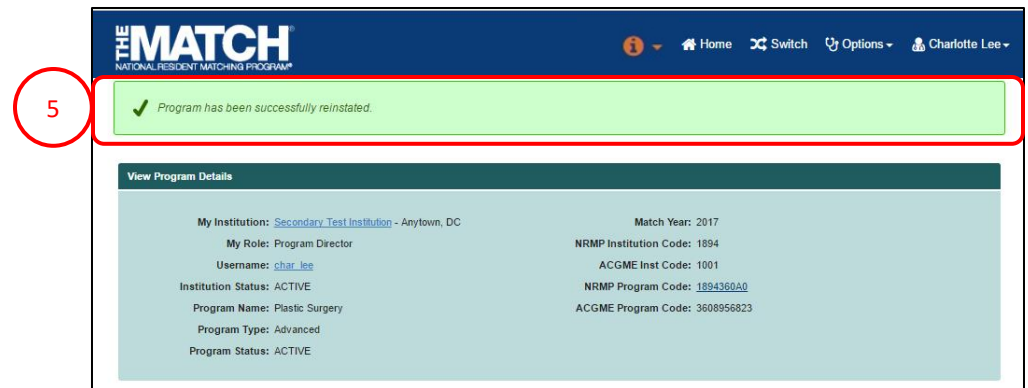 THE MATCH
NATIONAL RESIDENT MATCHING PROGRAM®
Home Switch Options Charlotte Lee
5
Program has been successfully reinstated.
View Program Details
My Institution: Secondary Test Institution - Anytown, DC
Match Year: 2017
My Role: Program Director
NRMP Institution Code: 1894
Username: char_lee
ACGME Inst Code: 1001
Institution Status: ACTIVE
NRMP Program Code: 1894360A0
Program Name: Plastic Surgery
ACGME Program Code: 3608956823
Program Type: Advanced
Program Status: ACTIVE